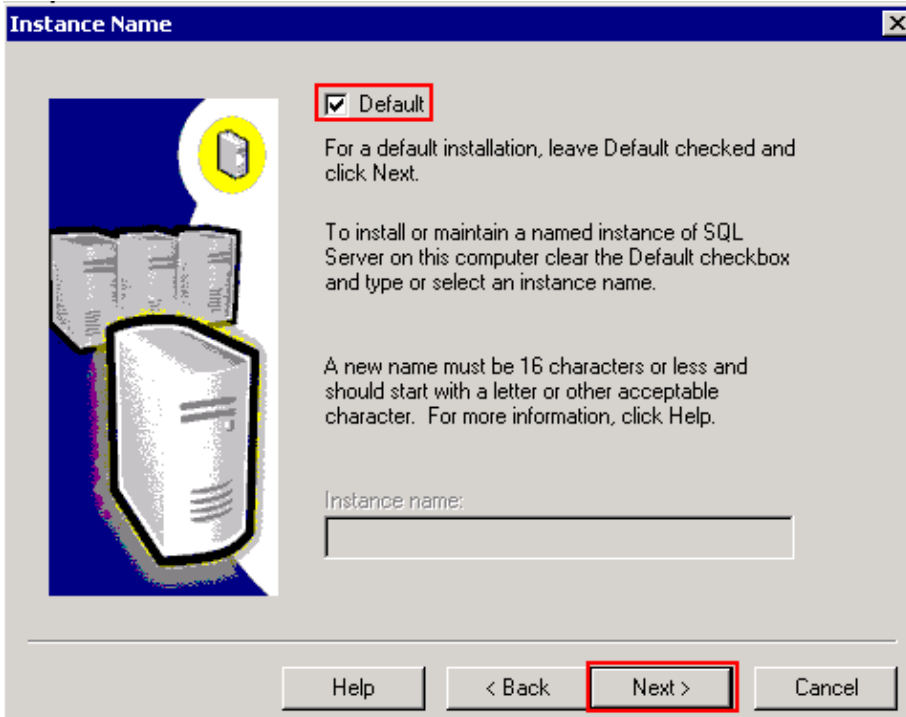 Instance Name
Default
For a default installation, leave Default checked and
click Next.
To install or maintain a named instance of SQL
Server on this computer clear the Default checkbox
and type or select an instance name.
A new name must be 16 characters or less and
should start with a letter or other acceptable
character.  For more information, click Help.
Instance name:
Help
< Back
Next >
Cancel